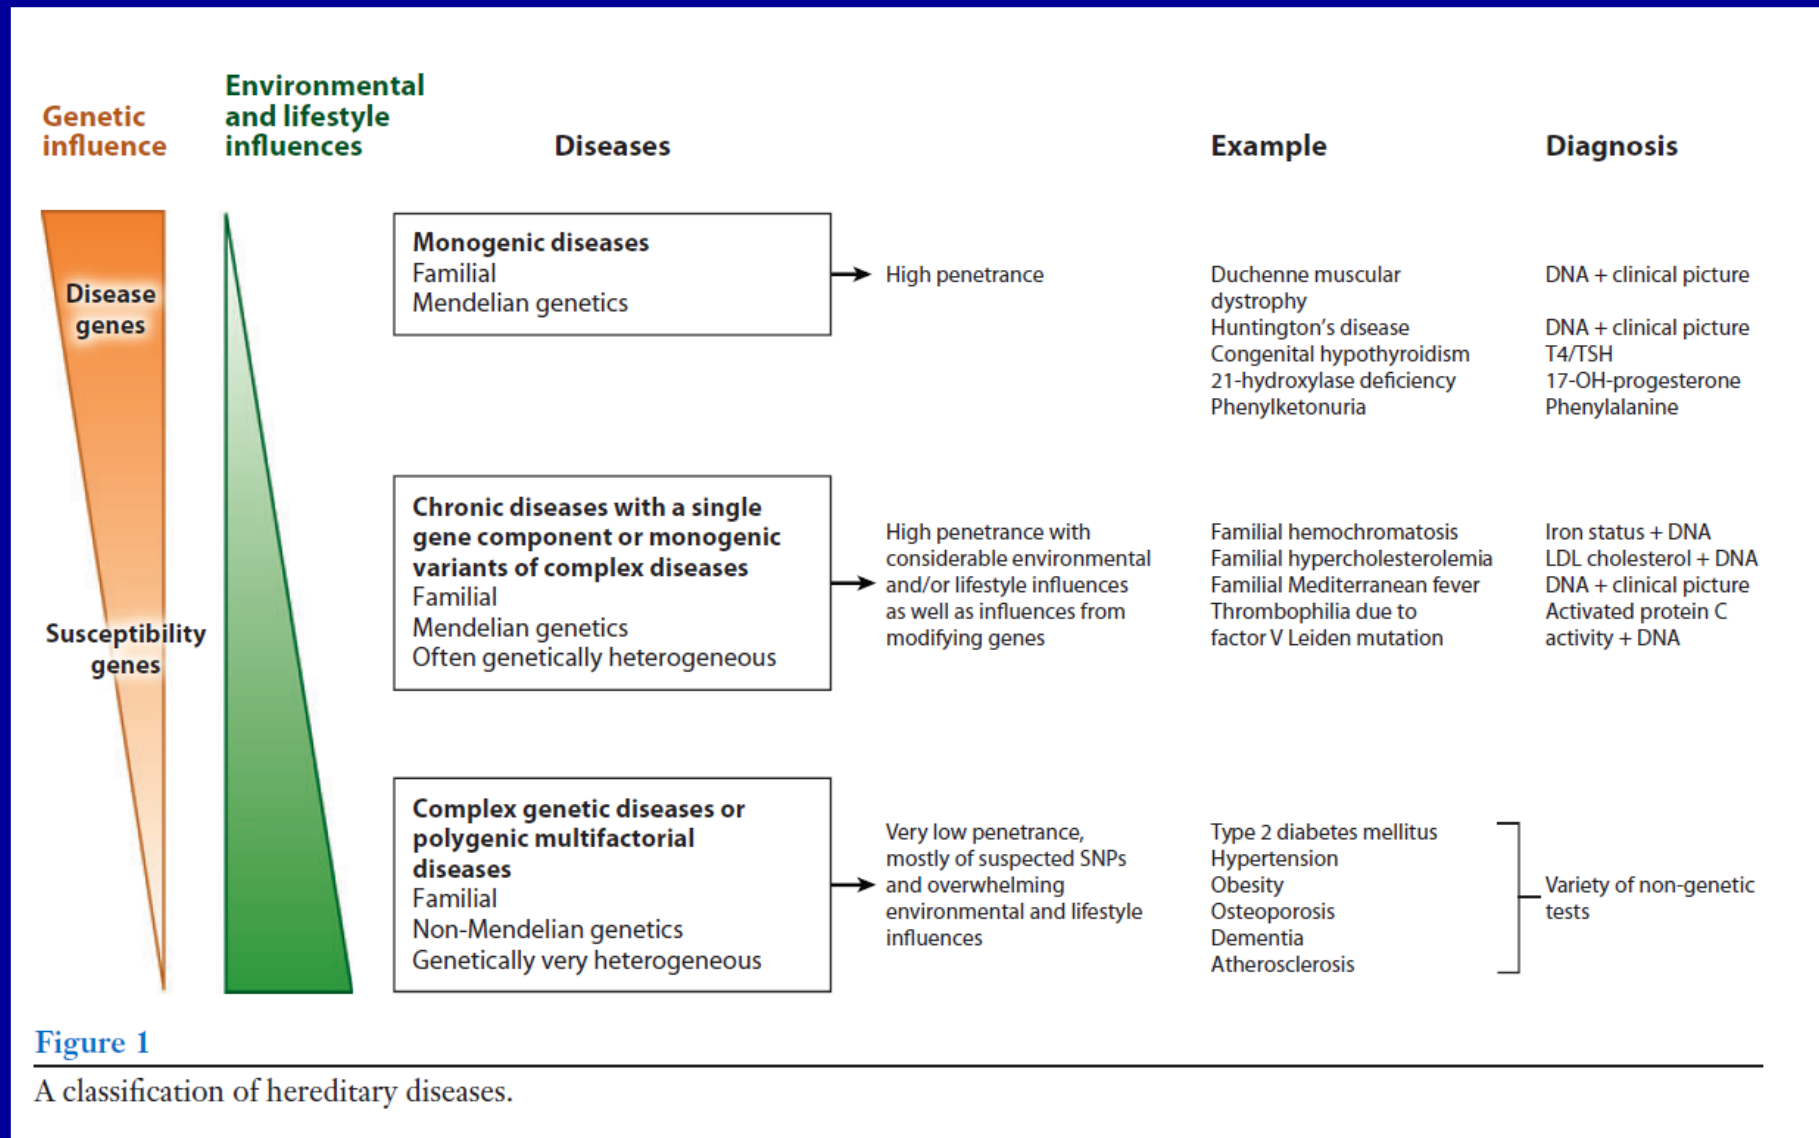 Genetic
influence
Environmental
and lifestyle
influences
Diseases
Example
Diagnosis
Disease
genes
Susceptibility
genes
Monogenic diseases
Familial
Mendelian genetics
High penetrance
Duchenne muscular
dystrophy
Huntington's disease
Congenital hypothyroidism
21-hydroxylase deficiency
Phenylketonuria
DNA + clinical picture
DNA + clinical picture
T4/TSH
17-OH-progesterone
Phenylalanine
Chronic diseases with a single
gene component or monogenic
variants of complex diseases
Familial
Mendelian genetics
Often genetically heterogeneous
High penetrance with
considerable environmental
and/or lifestyle influences
as well as influences from
modifying genes
Familial hemochromatosis
Familial hypercholesterolemia
Familial Mediterranean fever
Thrombophilia due to
factor V Leiden mutation
Iron status + DNA
LDL cholesterol + DNA
DNA + clinical picture
Activated protein C
activity + DNA
Complex genetic diseases or
polygenic multifactorial
diseases
Familial
Non-Mendelian genetics
Genetically very heterogeneous
Very low penetrance,
mostly of suspected SNPs
and overwhelming
environmental and lifestyle
influences
Type 2 diabetes mellitus
Hypertension
Obesity
Osteoporosis
Dementia
Atherosclerosis
Variety of non-genetic
tests
Figure 1
A classification of hereditary diseases.